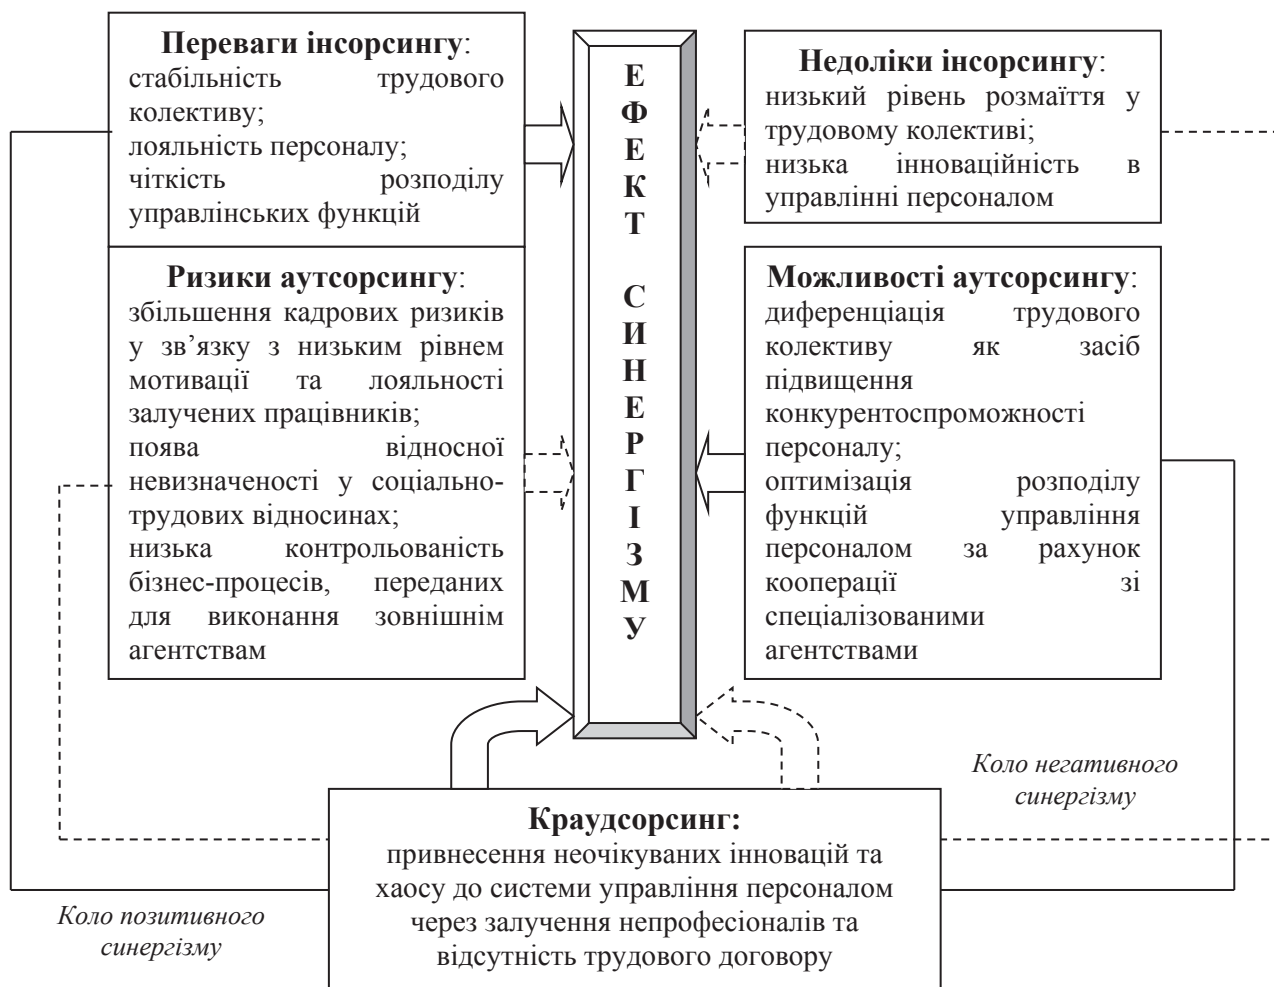 Переваги інсорсингу:
стабільність трудового
колективу;
лояльність персоналу;
чіткість розподілу
управлінських функцій
Ризики аутсорсингу:
збільшення кадрових ризиків
у зв’язку з низьким рівнем
мотивації та лояльності
залучених працівників;
поява відносної
невизначеності у соціально-
трудових відносинах;
низька контрольованість
бізнес-процесів, переданих
для виконання зовнішнім
агентствам
Е
Ф
Е
К
Т
С
И
Н
Е
Р
Г
І
З
М
У
Недоліки інсорсингу:
низький рівень розмаїття у
трудовому колективі;
низька інноваційність в
управлінні персоналом
Можливості аутсорсингу:
диференціація трудового
колективу як засіб
підвищення
конкурентоспроможності
персоналу;
оптимізація розподілу
функцій управління
персоналом за рахунок
кооперації зі
спеціалізованими
агентствами
Коло негативного
синергізму
Краудсорсинг:
привнесення неочікуваних інновацій та
хаосу до системи управління персоналом
через залучення непрофесіоналів та
відсутність трудового договору
Коло позитивного
синергізму